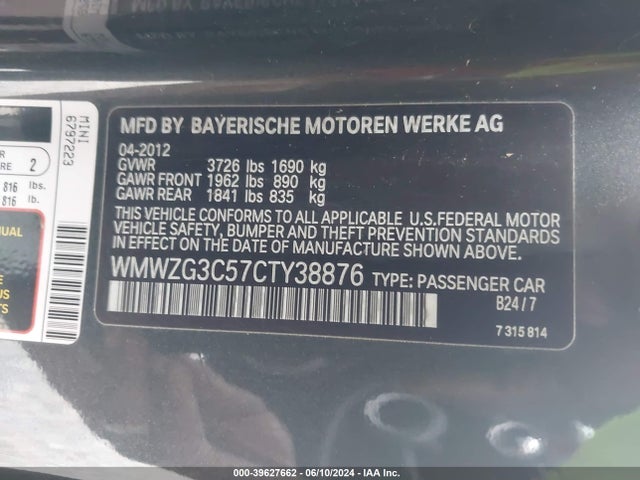 MFD BY BAYERISCHE MOTOREN WERKE AG
04-2012
GVWR 3726 lbs 1690 kg
GAWR FRONT 1962 lbs 890 kg
GAWR REAR 1841 lbs 835 kg
THIS VEHICLE CONFORMS TO ALL APPLICABLE U.S.FEDERAL MOTOR
VEHICLE SAFETY, BUMPER AND THEFT PREVENTION STANDARDS
IN EFFECT ON THE DATE OF MANUFACTURE SHOWN ABOVE.
WMWZG3C57CTY38876 TYPE: PASSENGER CAR
B24/7
7 315 814
MINI
6797223
2
816 lbs.
816 lb.
000-39627662 - 06/10/2024 - IAA Inc.